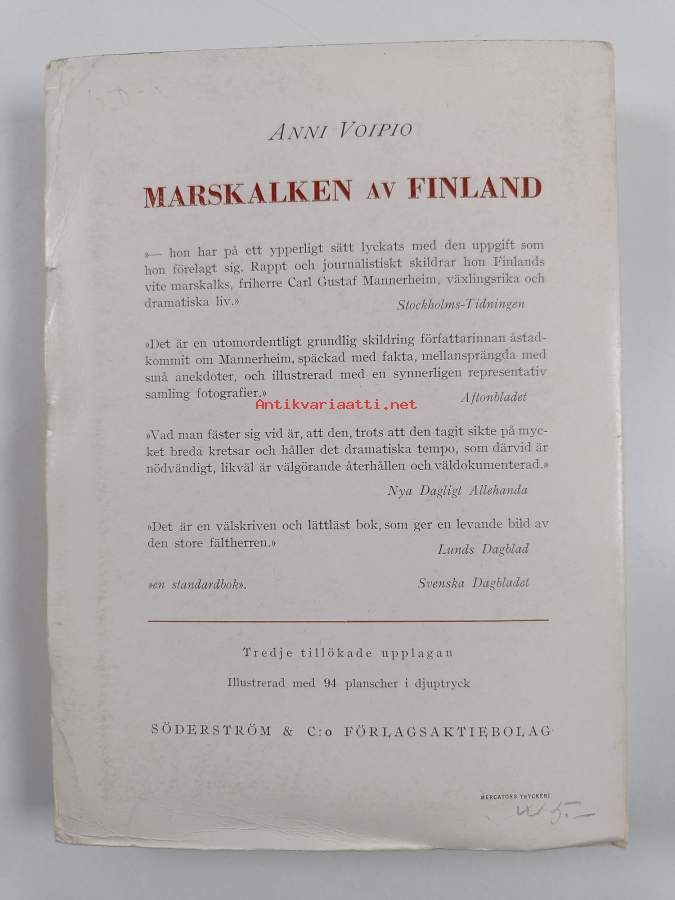 ANNI VOIPIO
MARSKALKEN AV FINLAND
»— hon har på ett ypperligt sätt lyckats med den uppgift som
hon förelagt sig. Rappt och journalistiskt skildrar hon Finlands
vite marskalks, friherre Carl Gustaf Mannerheim, växlingsrika och
dramatiska liv.»
Stockholms-Tidningen
»Det är en utomordentligt grundlig skildring författarinnan åstad-
kommit om Mannerheim, späckad med fakta, mellansprängda med
små anekdoter, och illustrerad med en synnerligen representativ
samling fotografier.»
Antikvariaatti.net
Aftonbladet
»Vad man fäster sig vid är, att den, trots att den tagit sikte på myc-
ket breda kretsar och håller det dramatiska tempo, som därvid är
nödvändigt, likväl är välgörande återhållen och väldokumenterad.»
Nya Dagligt Allehanda
»Det är en välskriven och lättläst bok, som ger en levande bild av
den store fältherren.»
Lunds Dagblad
»en standardbok».
Svenska Dagbladet
Tredje tillökade upplagan
Illustrerad med 94 planscher i djuptryck
SÖDERSTRÖM & C:o FÖRLAGSAKTIEBOLAG
MERCATORS TRYCKERI
5.—